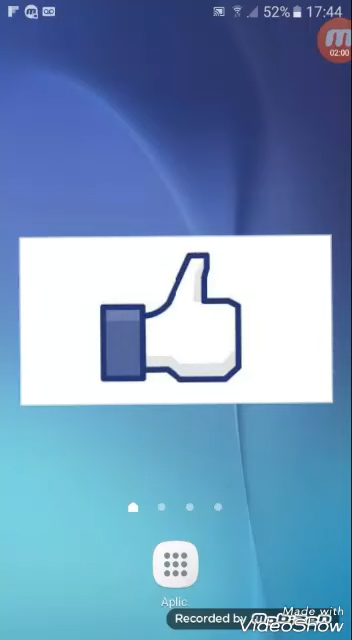 52% 17:44
02:00
Aplic.
Made with
Recorded by
VideoShow